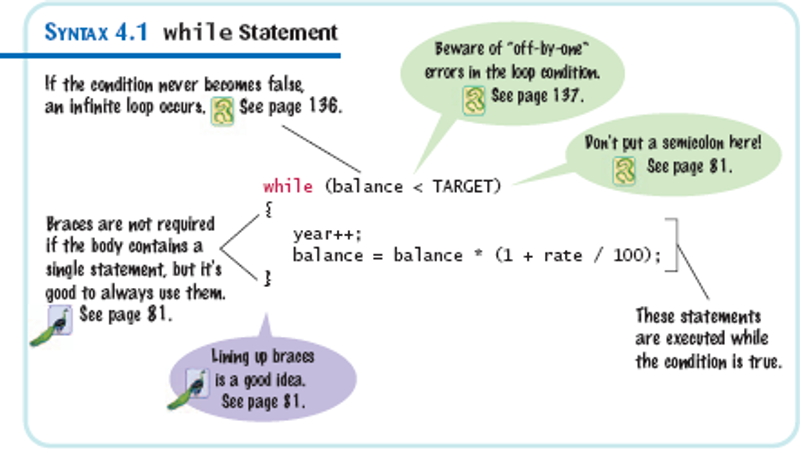 SYNTAX 4.1 while Statement
If the condition never becomes false,
an infinite loop occurs. See page 136.
Beware of "off-by-one"
errors in the loop condition.
See page 137.
Don't put a semicolon here!
See page 81.
while (balance < TARGET)
{
year++;
balance = balance * (1 + rate / 100);
}
Braces are not required
if the body contains a
single statement, but it's
good to always use them.
See page 81.
These statements
are executed while
the condition is true.
Lining up braces
is a good idea.
See page 81.